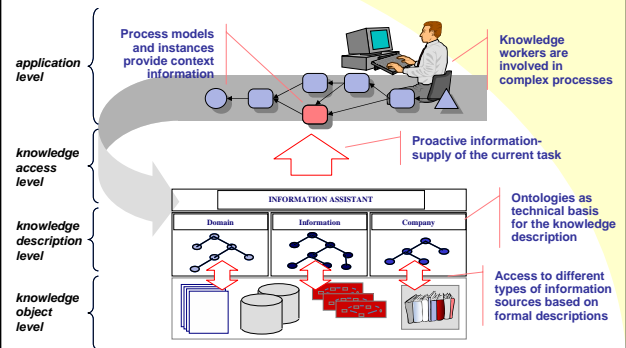 Process models
and instances
provide context
information
Knowledge
workers are
involved in
complex processes
application
level
Proactive information-
supply of the current task
knowledge
access
level
INFORMATION ASSISTANT
Ontologies as
technical basis
for the knowledge
description
Domain
Information
Company
knowledge
description
level
Access to different
types of information
sources based on
formal descriptions
knowledge
object
level